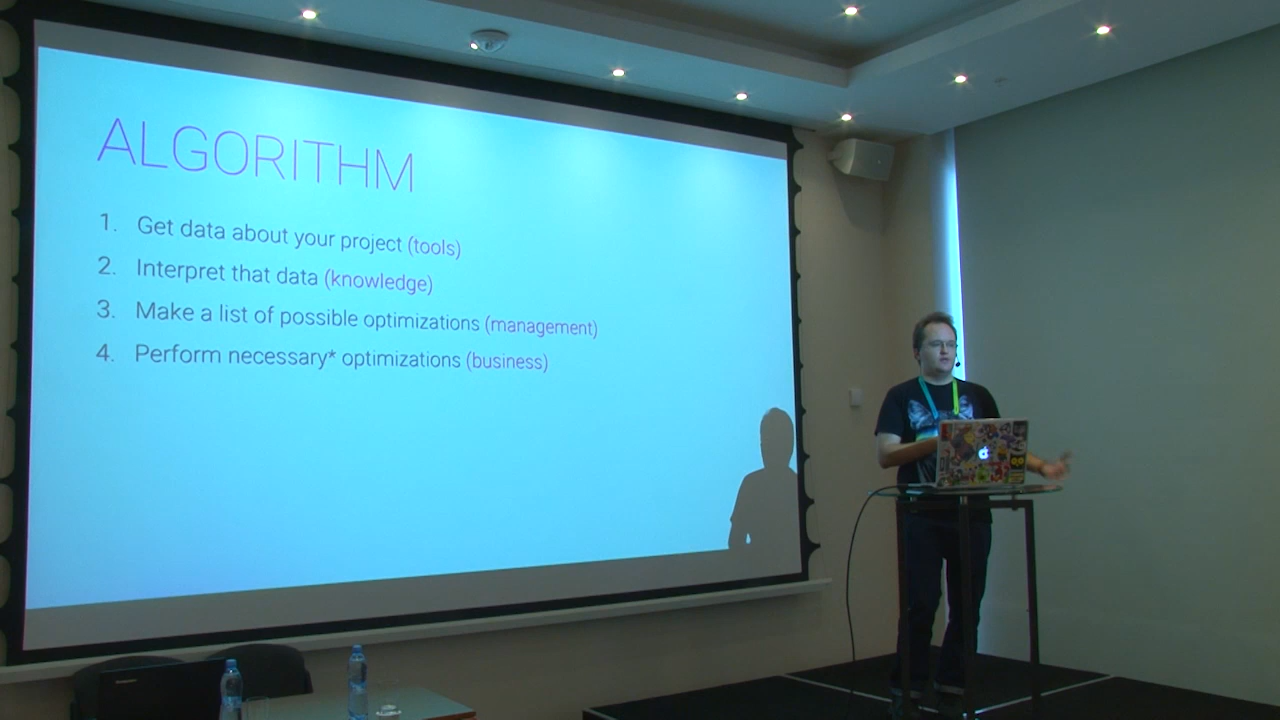 ALGORITHM
1. Get data about your project (tools)
2. Interpret that data (knowledge)
3. Make a list of possible optimizations (management)
4. Perform necessary* optimizations (business)